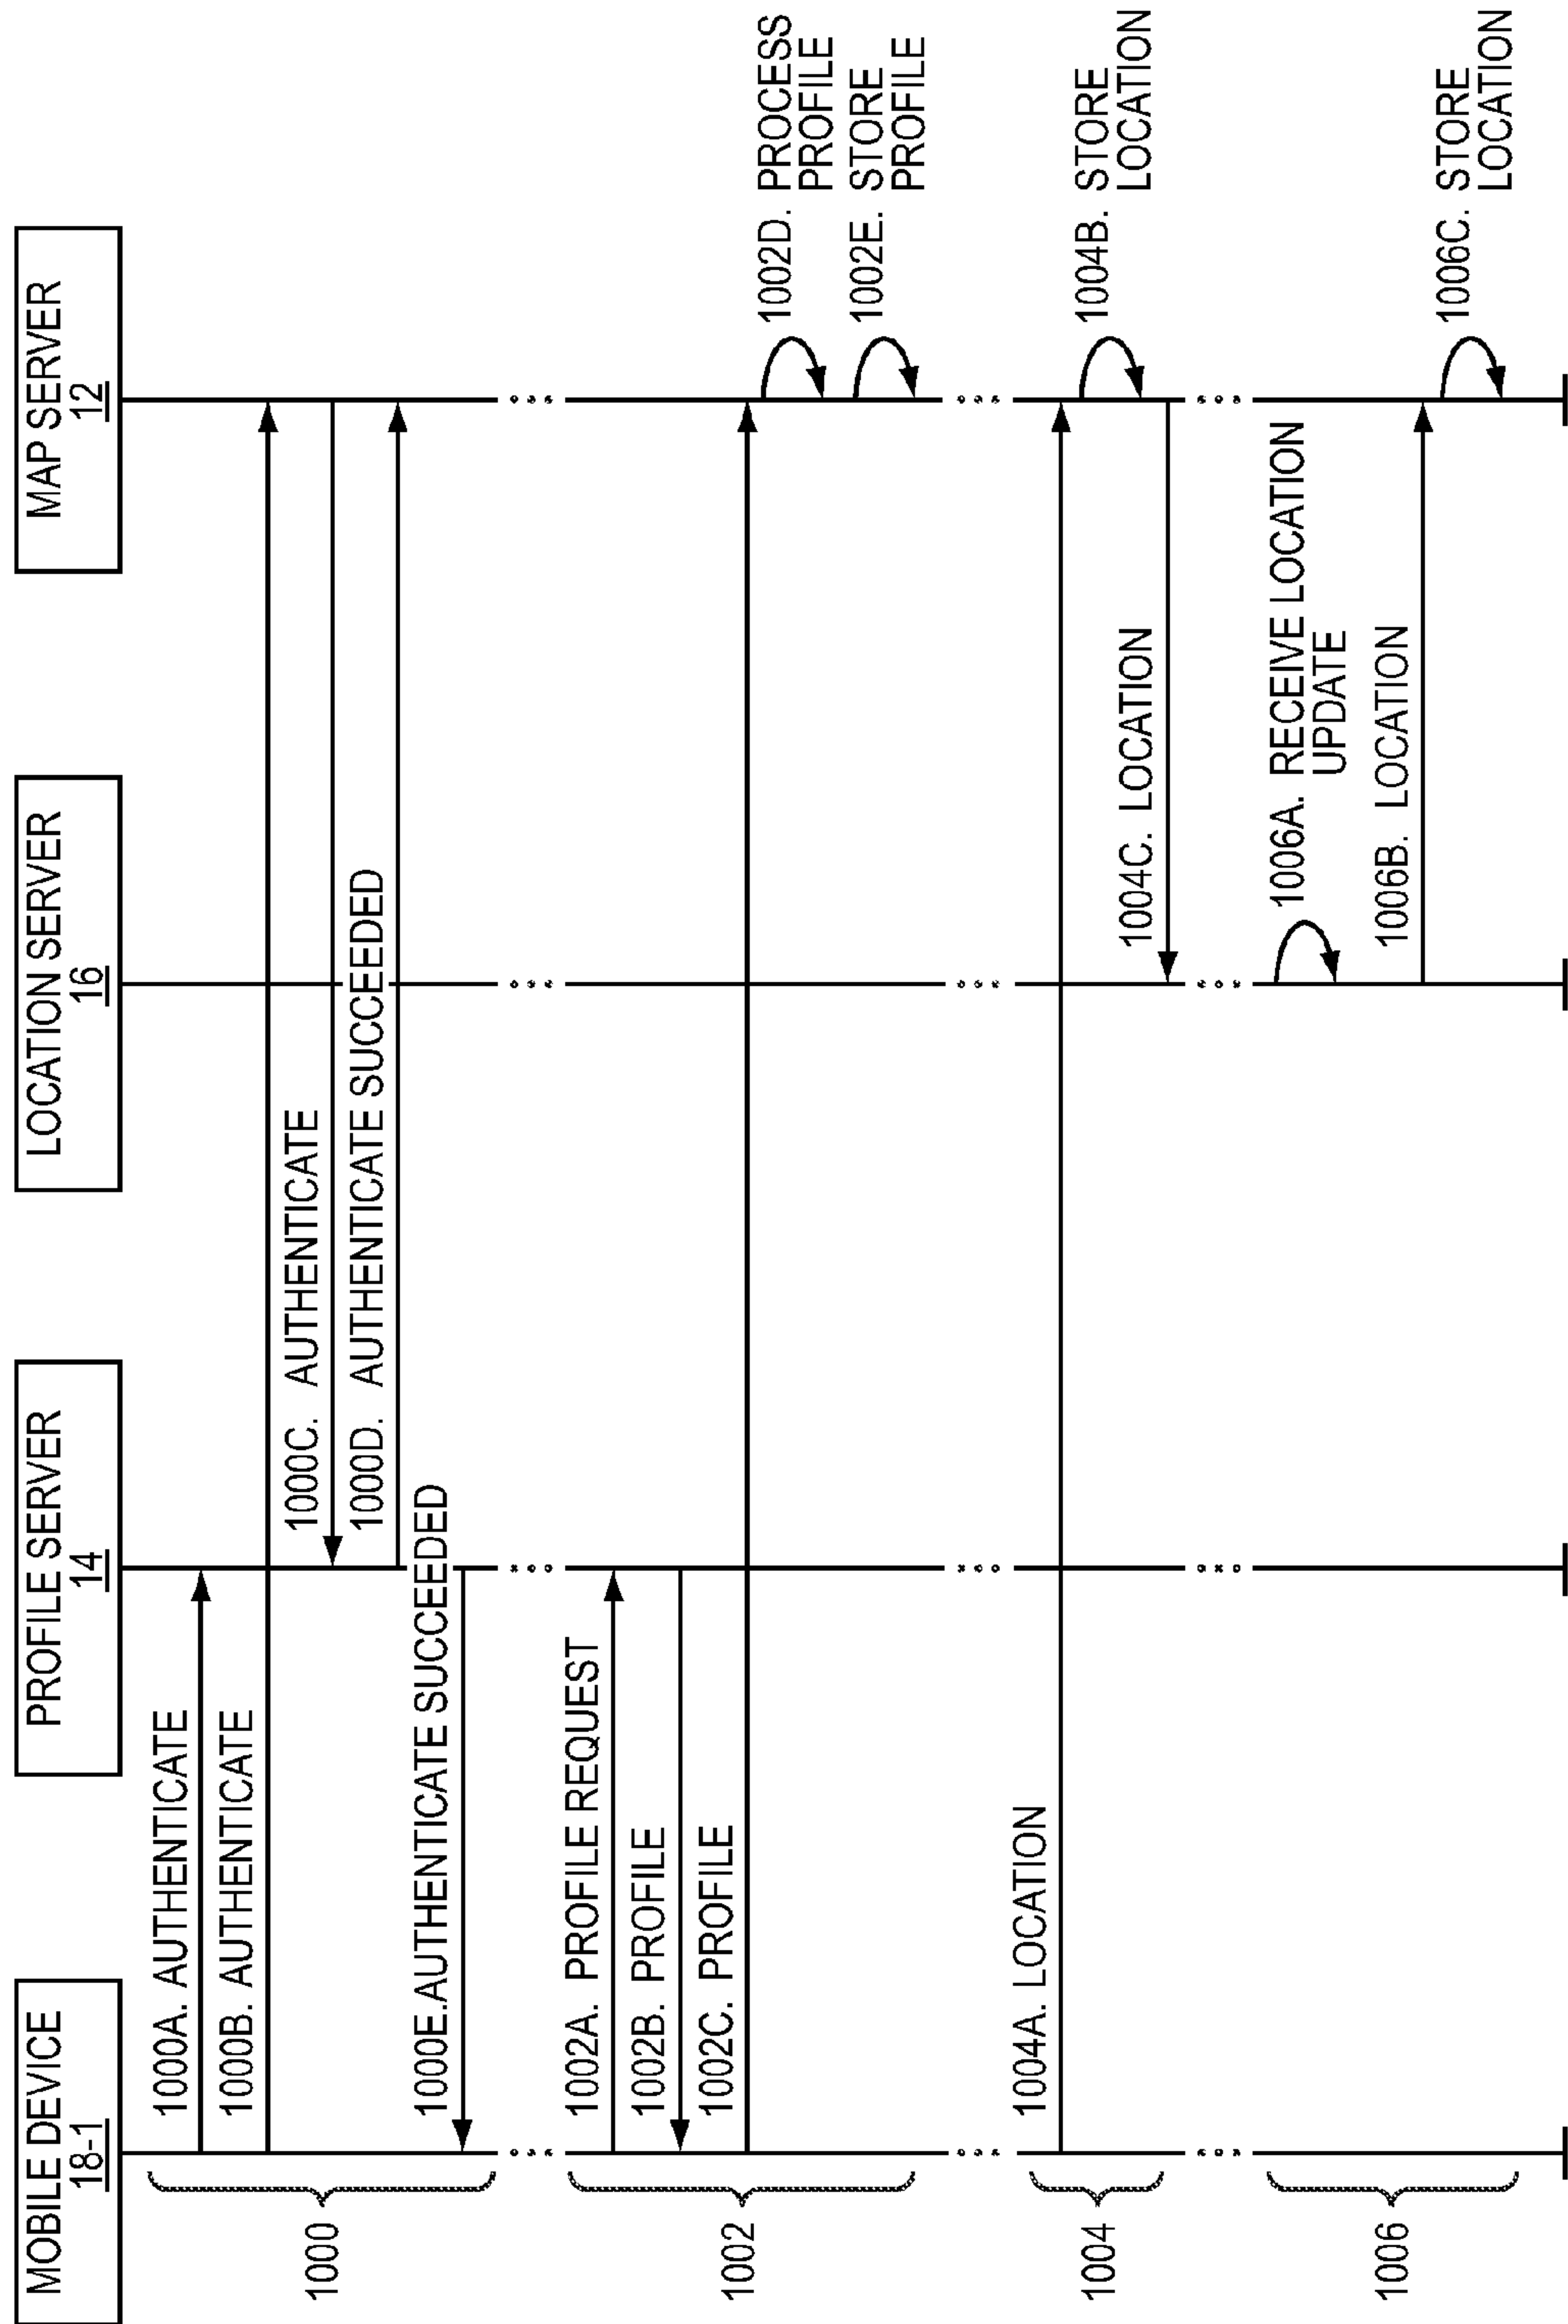 MOBILE DEVICE
18-1
PROFILE SERVER
14
LOCATION SERVER
16
MAP SERVER
12
1000
1000A. AUTHENTICATE
1000B. AUTHENTICATE
1000C. AUTHENTICATE
1000D. AUTHENTICATE SUCCEEDED
1000E.AUTHENTICATE SUCCEEDED
1002
1002A. PROFILE REQUEST
1002B. PROFILE
1002C. PROFILE
1002D. PROCESS
PROFILE
1002E. STORE
PROFILE
1004
1004A. LOCATION
1004B. STORE
LOCATION
1004C. LOCATION
1006
1006A. RECEIVE LOCATION
UPDATE
1006B. LOCATION
1006C. STORE
LOCATION